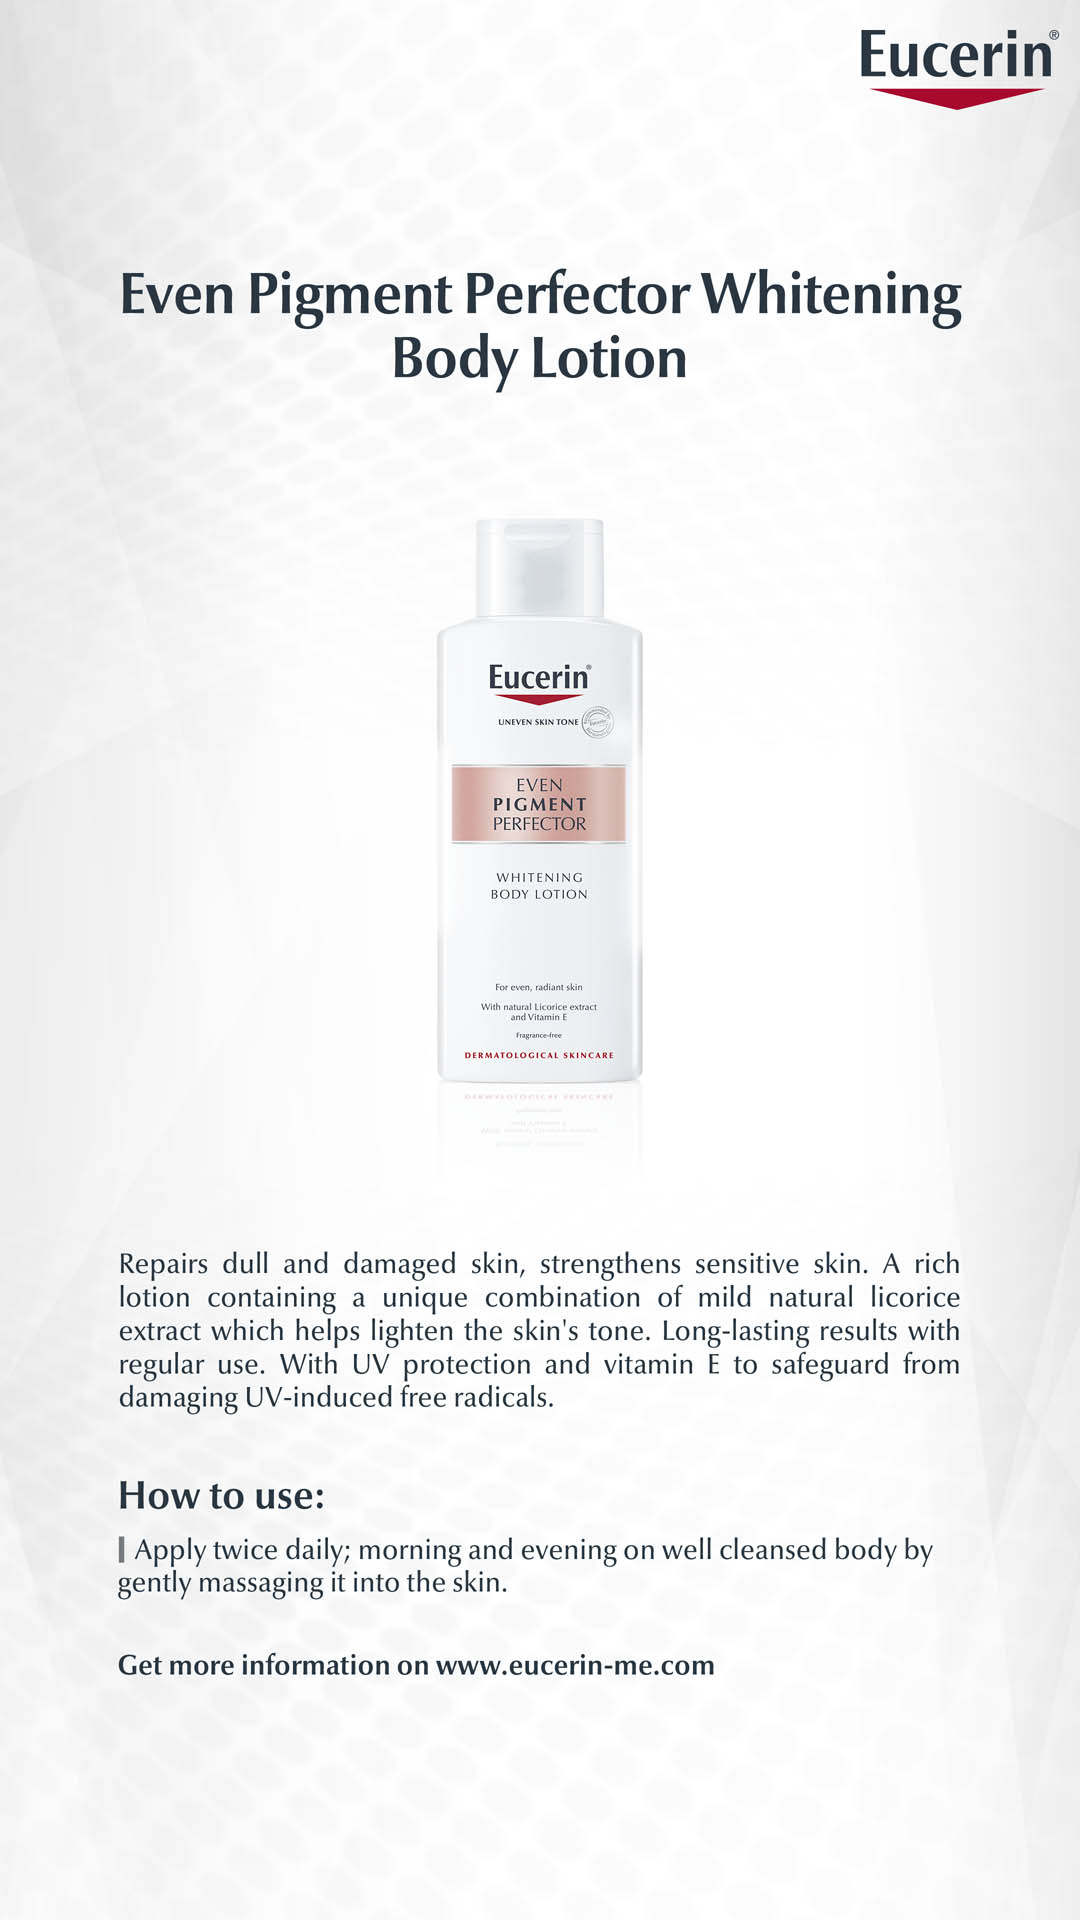 Eucerin®
Even Pigment Perfector Whitening
Body Lotion
Eucerin®
UNEVEN SKIN TONE
EVEN
PIGMENT
PERFECTOR
WHITENING
BODY LOTION
For even, radiant skin
With natural Licorice extract
and Vitamin E
Fragrance-free
DERMATOLOGICAL SKINCARE
Repairs dull and damaged skin, strengthens sensitive skin. A rich
lotion containing a unique combination of mild natural licorice
extract which helps lighten the skin's tone. Long-lasting results with
regular use. With UV protection and vitamin E to safeguard from
damaging UV-induced free radicals.
How to use:
Apply twice daily; morning and evening on well cleansed body by
gently massaging it into the skin.
Get more information on www.eucerin-me.com